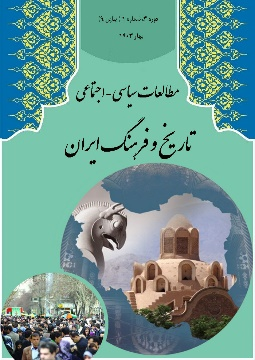 دوره ۳، شماره ۱ (پیاپی ۹)
بهار ۱۴۰۳
مطالعات سیاسی-اجتماعی
تاریخ و فرهنگ ایران